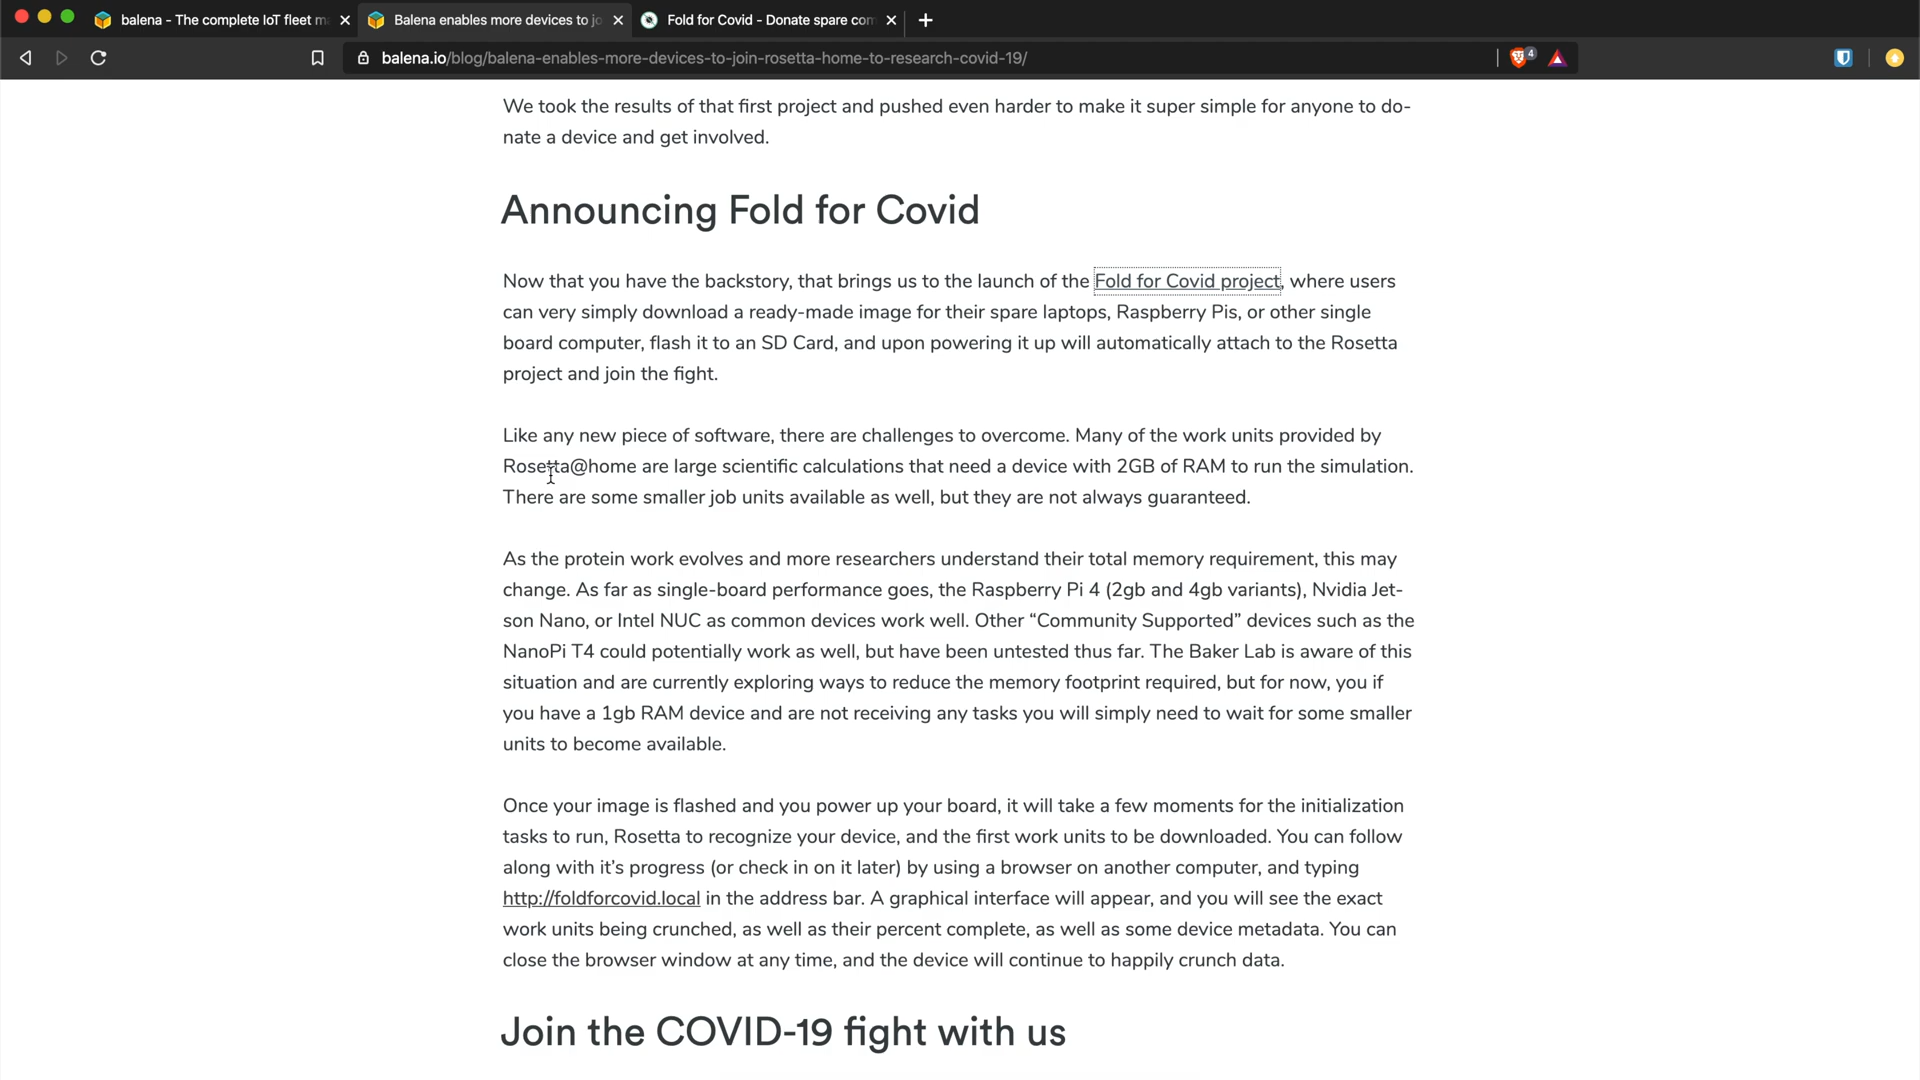 balena - The complete IoT fleet m
Balena enables more devices to jo
Fold for Covid - Donate spare com
balena.io/blog/balena-enables-more-devices-to-join-rosetta-home-to-research-covid-19/
4
We took the results of that first project and pushed even harder to make it super simple for anyone to do-
nate a device and get involved.
Announcing Fold for Covid
Now that you have the backstory, that brings us to the launch of the Fold for Covid project, where users
can very simply download a ready-made image for their spare laptops, Raspberry Pis, or other single
board computer, flash it to an SD Card, and upon powering it up will automatically attach to the Rosetta
project and join the fight.
Like any new piece of software, there are challenges to overcome. Many of the work units provided by
Rosetta@home are large scientific calculations that need a device with 2GB of RAM to run the simulation.
There are some smaller job units available as well, but they are not always guaranteed.
As the protein work evolves and more researchers understand their total memory requirement, this may
change. As far as single-board performance goes, the Raspberry Pi 4 (2gb and 4gb variants), Nvidia Jet-
son Nano, or Intel NUC as common devices work well. Other “Community Supported” devices such as the
NanoPi T4 could potentially work as well, but have been untested thus far. The Baker Lab is aware of this
situation and are currently exploring ways to reduce the memory footprint required, but for now, you if
you have a 1gb RAM device and are not receiving any tasks you will simply need to wait for some smaller
units to become available.
Once your image is flashed and you power up your board, it will take a few moments for the initialization
tasks to run, Rosetta to recognize your device, and the first work units to be downloaded. You can follow
along with it’s progress (or check in on it later) by using a browser on another computer, and typing
http://foldforcovid.local in the address bar. A graphical interface will appear, and you will see the exact
work units being crunched, as well as their percent complete, as well as some device metadata. You can
close the browser window at any time, and the device will continue to happily crunch data.
Join the COVID-19 fight with us